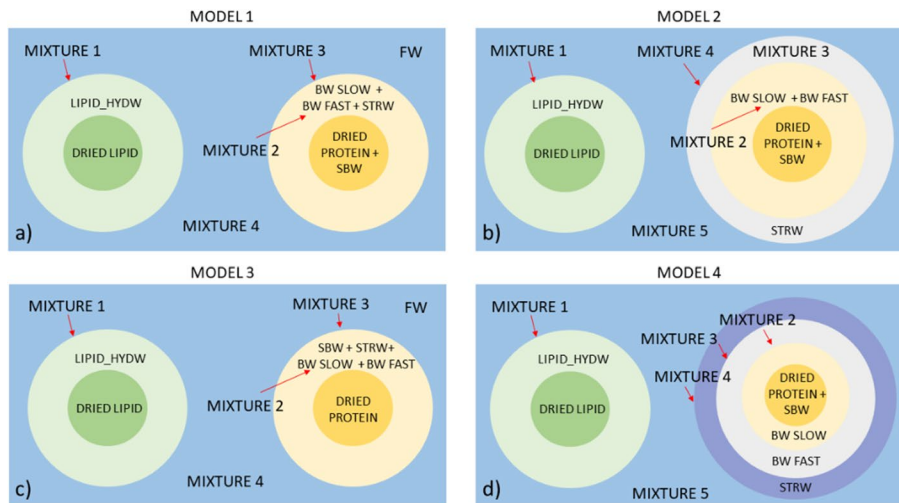 MODEL 1
MIXTURE 1
MIXTURE 3
FW
LIPID_HYDW
DRIED LIPID
BW SLOW +
BW FAST + STRW
MIXTURE 2
DRIED
PROTEIN +
SBW
MIXTURE 4
a)
MODEL 2
MIXTURE 1
MIXTURE 4
MIXTURE 3
LIPID_HYDW
DRIED LIPID
BW SLOW + BW FAST
MIXTURE 2
DRIED
PROTEIN +
SBW
MIXTURE 5
STRW
b)
MODEL 3
MIXTURE 1
MIXTURE 3
FW
LIPID_HYDW
DRIED LIPID
SBW + STRW+
BW SLOW + BW FAST
MIXTURE 2
DRIED
PROTEIN
MIXTURE 4
c)
MODEL 4
MIXTURE 1
MIXTURE 2
MIXTURE 3
MIXTURE 4
LIPID_HYDW
DRIED LIPID
DRIED
PROTEIN +
SBW
BW SLOW
BW FAST
STRW
MIXTURE 5
d)